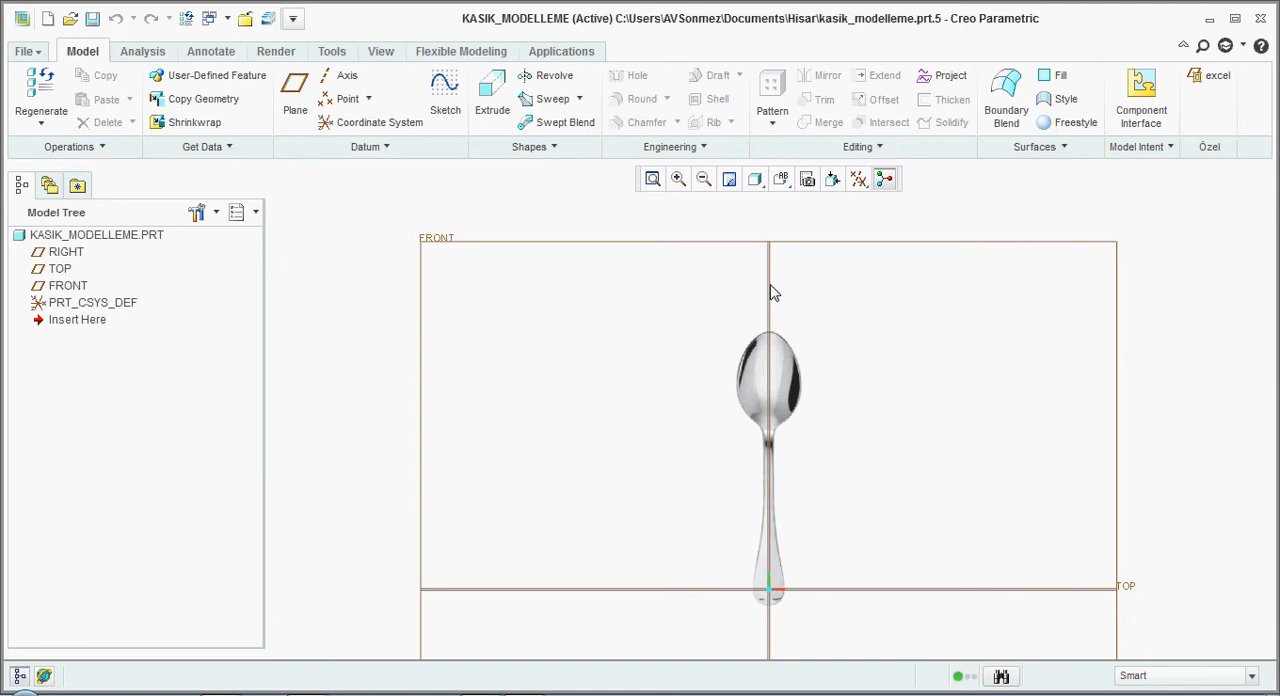 KASIK_MODELLEME (Active) C:\Users\AVSonmez\Documents\Hisar\kasik_modelleme.prt.5 - Creo Parametric
File Model Analysis Annotate Render Tools View Flexible Modeling Applications
Regenerate
Copy
Paste
Delete
Operations
User-Defined Feature
Copy Geometry
Shrinkwrap
Get Data
Plane
Axis
Point
Coordinate System
Sketch
Datum
Extrude
Revolve
Sweep
Swept Blend
Shapes
Hole
Round
Chamfer
Draft
Shell
Rib
Engineering
Pattern
Mirror
Trim
Merge
Extend
Offset
Intersect
Project
Thicken
Solidify
Editing
Boundary
Blend
Fill
Style
Freestyle
Surfaces
Component
Interface
Model Intent
excel
Özel
Model Tree
KASIK_MODELLEME.PRT
RIGHT
TOP
FRONT
PRT_CSYS_DEF
Insert Here
FRONT
TOP
Smart